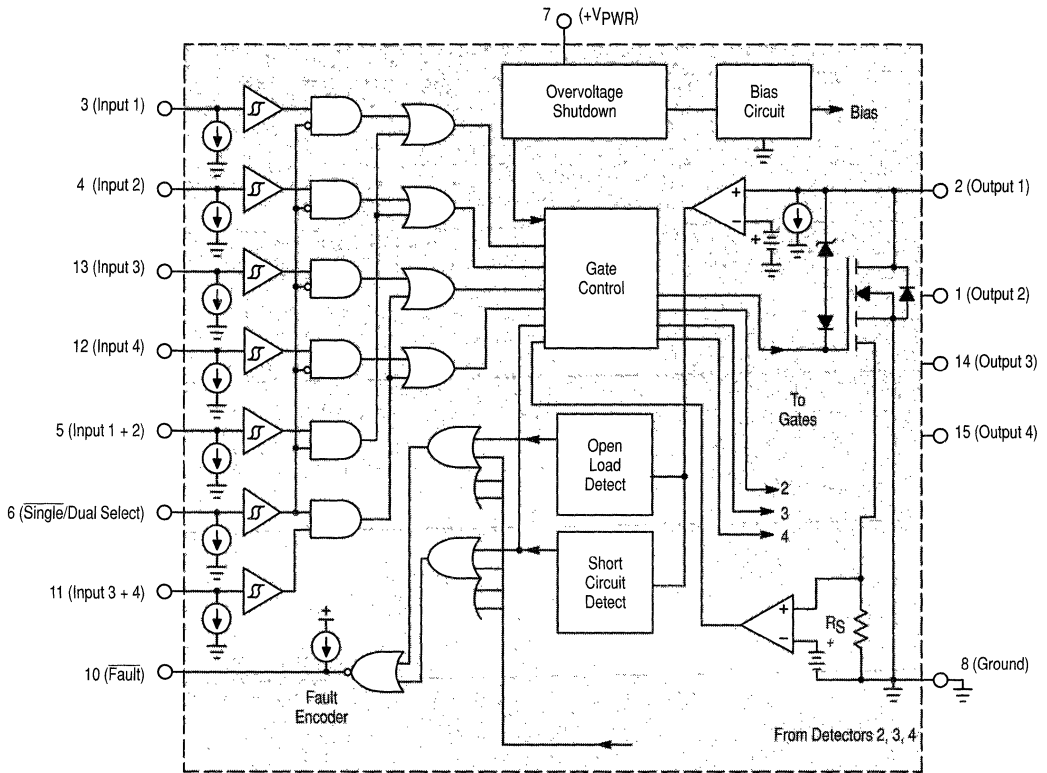 7 (+VPWR)
3 (Input 1)
Overvoltage
Shutdown
Bias
Circuit
Bias
4 (Input 2)
+
−
+
2 (Output 1)
13 (Input 3)
Gate
Control
1 (Output 2)
12 (Input 4)
14 (Output 3)
To
Gates
5 (Input 1 + 2)
15 (Output 4)
Open
Load
Detect
2
3
4
6 (Single/Dual Select)
Short
Circuit
Detect
11 (Input 3 + 4)
+
+
−
RS
+
10 (Fault)
8 (Ground)
Fault
Encoder
From Detectors 2, 3, 4